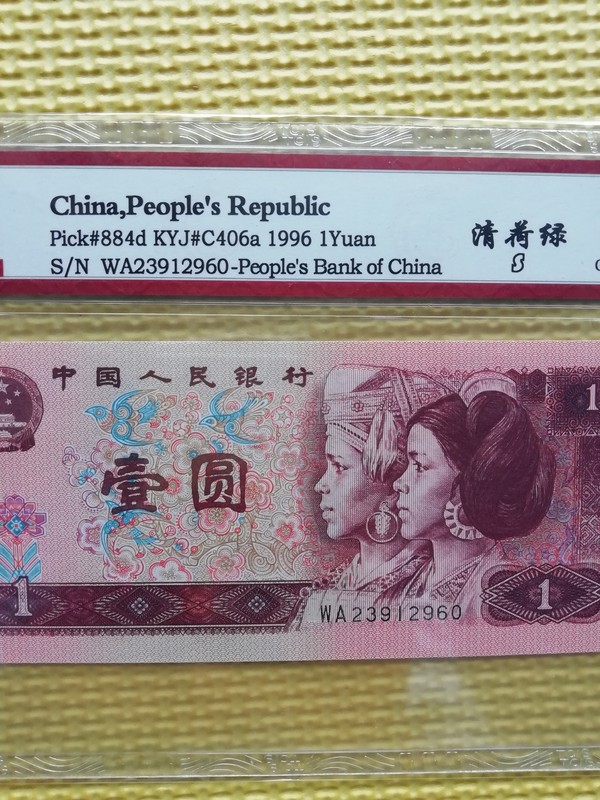 China,People's Republic
Pick#884d KYJ#C406a 1996 1Yuan
S/N WA23912960-People's Bank of China
清荷绿
S
中国人民银行
1
壹圆
1
WA23912960
1